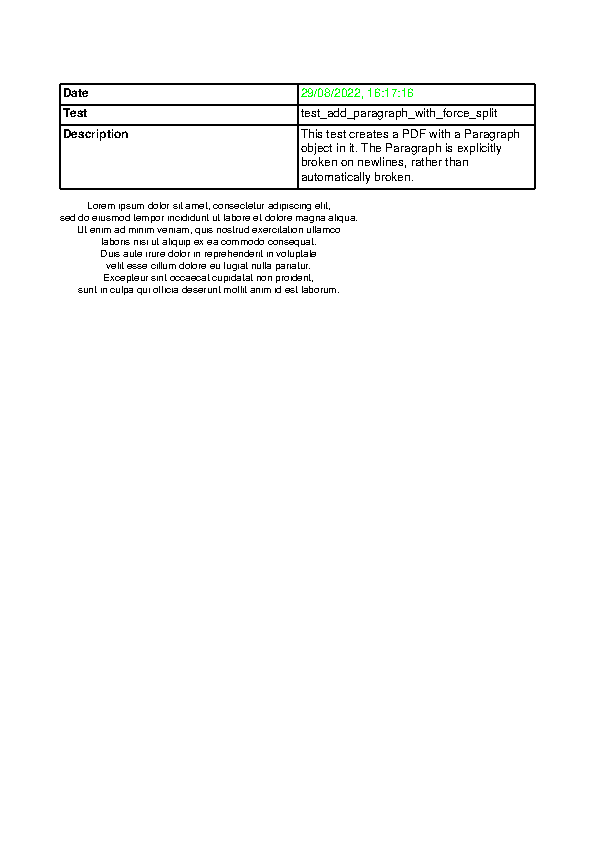 Date 29/08/2022, 16:17:16
Test test_add_paragraph_with_force_split
Description This test creates a PDF with a Paragraph
object in it. The Paragraph is explicitly
broken on newlines, rather than
automatically broken.
Lorem ipsum dolor sit amet, consectetur adipiscing elit,
sed do eiusmod tempor incididunt ut labore et dolore magna aliqua.
Ut enim ad minim veniam, quis nostrud exercitation ullamco
laboris nisi ut aliquip ex ea commodo consequat.
Duis aute irure dolor in reprehenderit in voluptate
velit esse cillum dolore eu fugiat nulla pariatur.
Excepteur sint occaecat cupidatat non proident,
sunt in culpa qui officia deserunt mollit anim id est laborum.